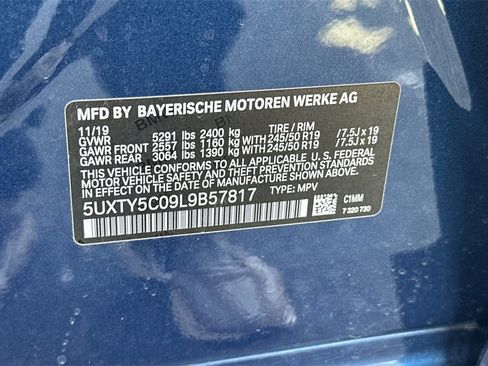 MFD BY BAYERISCHE MOTOREN WERKE AG
11/19 TIRE / RIM
GVWR 5291 lbs 2400 kg
GAWR FRONT 2557 lbs 1160 kg WITH 245/50 R19 /7.5J x 19
GAWR REAR 3064 lbs 1390 kg WITH 245/50 R19 /7.5J x 19
THIS VEHICLE CONFORMS TO ALL APPLICABLE U. S. FEDERAL
MOTOR VEHICLE SAFETY STANDARDS IN EFFECT ON THE DATE OF
MANUFACTURE SHOWN ABOVE.
5UXTY5C09L9B57817 TYPE: MPV
C1MM
7 320 730